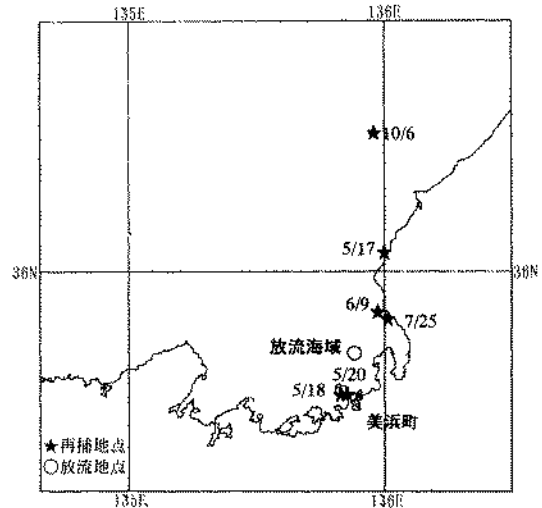 135E
136E
★10/6
5/17★
36N
36N
6/9★
★7/25
放流海域
○
5/20
5/18★★
美浜町
★再捕地点
○放流地点
135E
136E